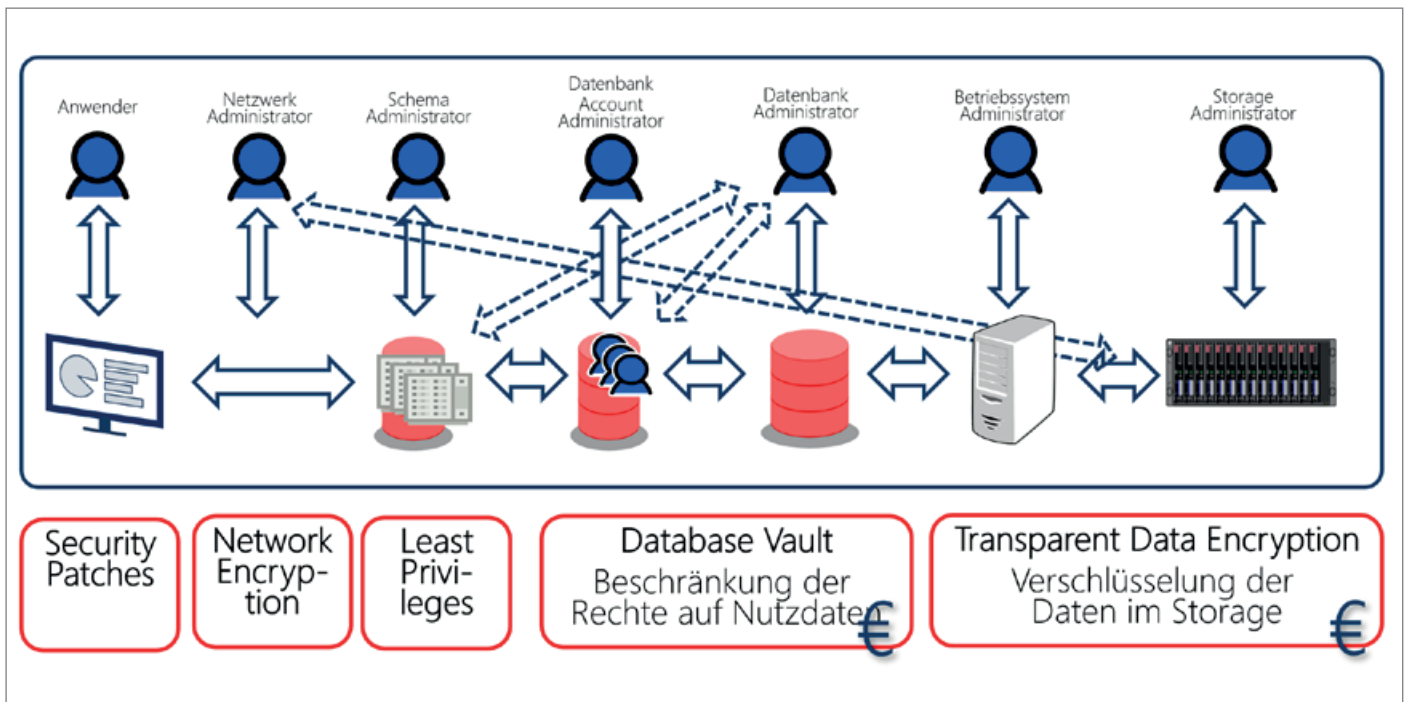 Anwender
Netzwerk
Administrator
Schema
Administrator
Datenbank
Account
Administrator
Datenbank
Administrator
Betriebssystem
Administrator
Storage
Administrator
Security
Patches
Network
Encryp-
tion
Least
Privi-
leges
Database Vault
Beschränkung der
Rechte auf Nutzdaten
€
Transparent Data Encryption
Verschlüsselung der
Daten im Storage
€